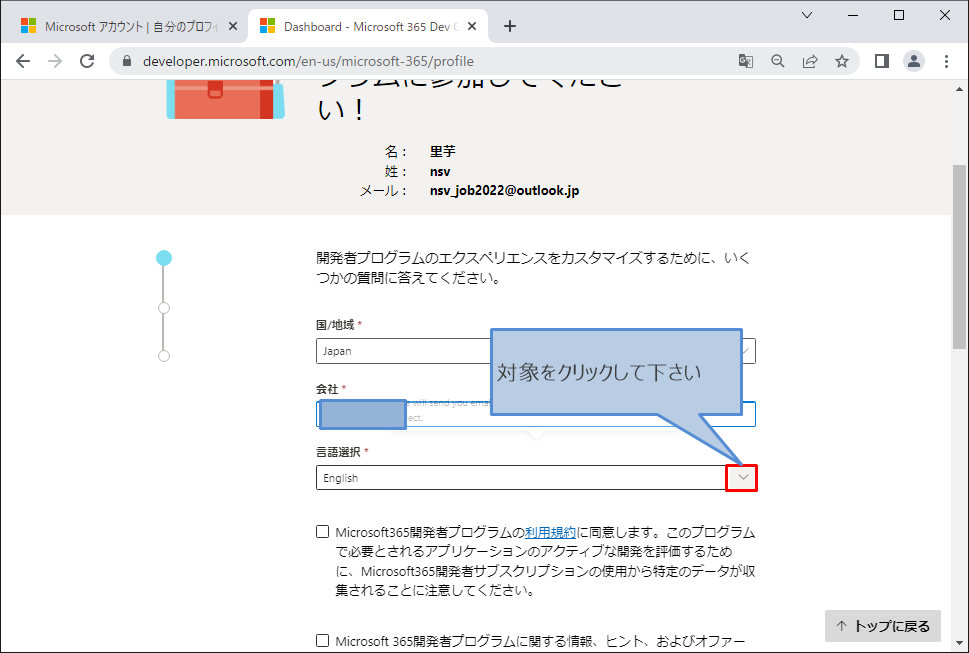 Microsoft アカウント | 自分のプロフィ
Dashboard - Microsoft 365 Dev
developer.microsoft.com/en-us/microsoft-365/profile
グラムに参加してくださ
い！
名： 里芋
姓： nsv
メール： nsv_job2022@outlook.jp
開発者プログラムのエクスペリエンスをカスタマイズするために、いく
つかの質問に答えてください。
国/地域 *
Japan
対象をクリックして下さい
会社 *
will send you
ect.
言語選択 *
English
Microsoft365開発者プログラムの利用規約に同意します。このプログラム
で必要とされるアプリケーションのアクティブな開発を評価するため
に、Microsoft365開発者サブスクリプションの使用から特定のデータが収
集されることに注意してください。
↑ トップに戻る
Microsoft 365開発者プログラムに関する情報、ヒント、およびオファー